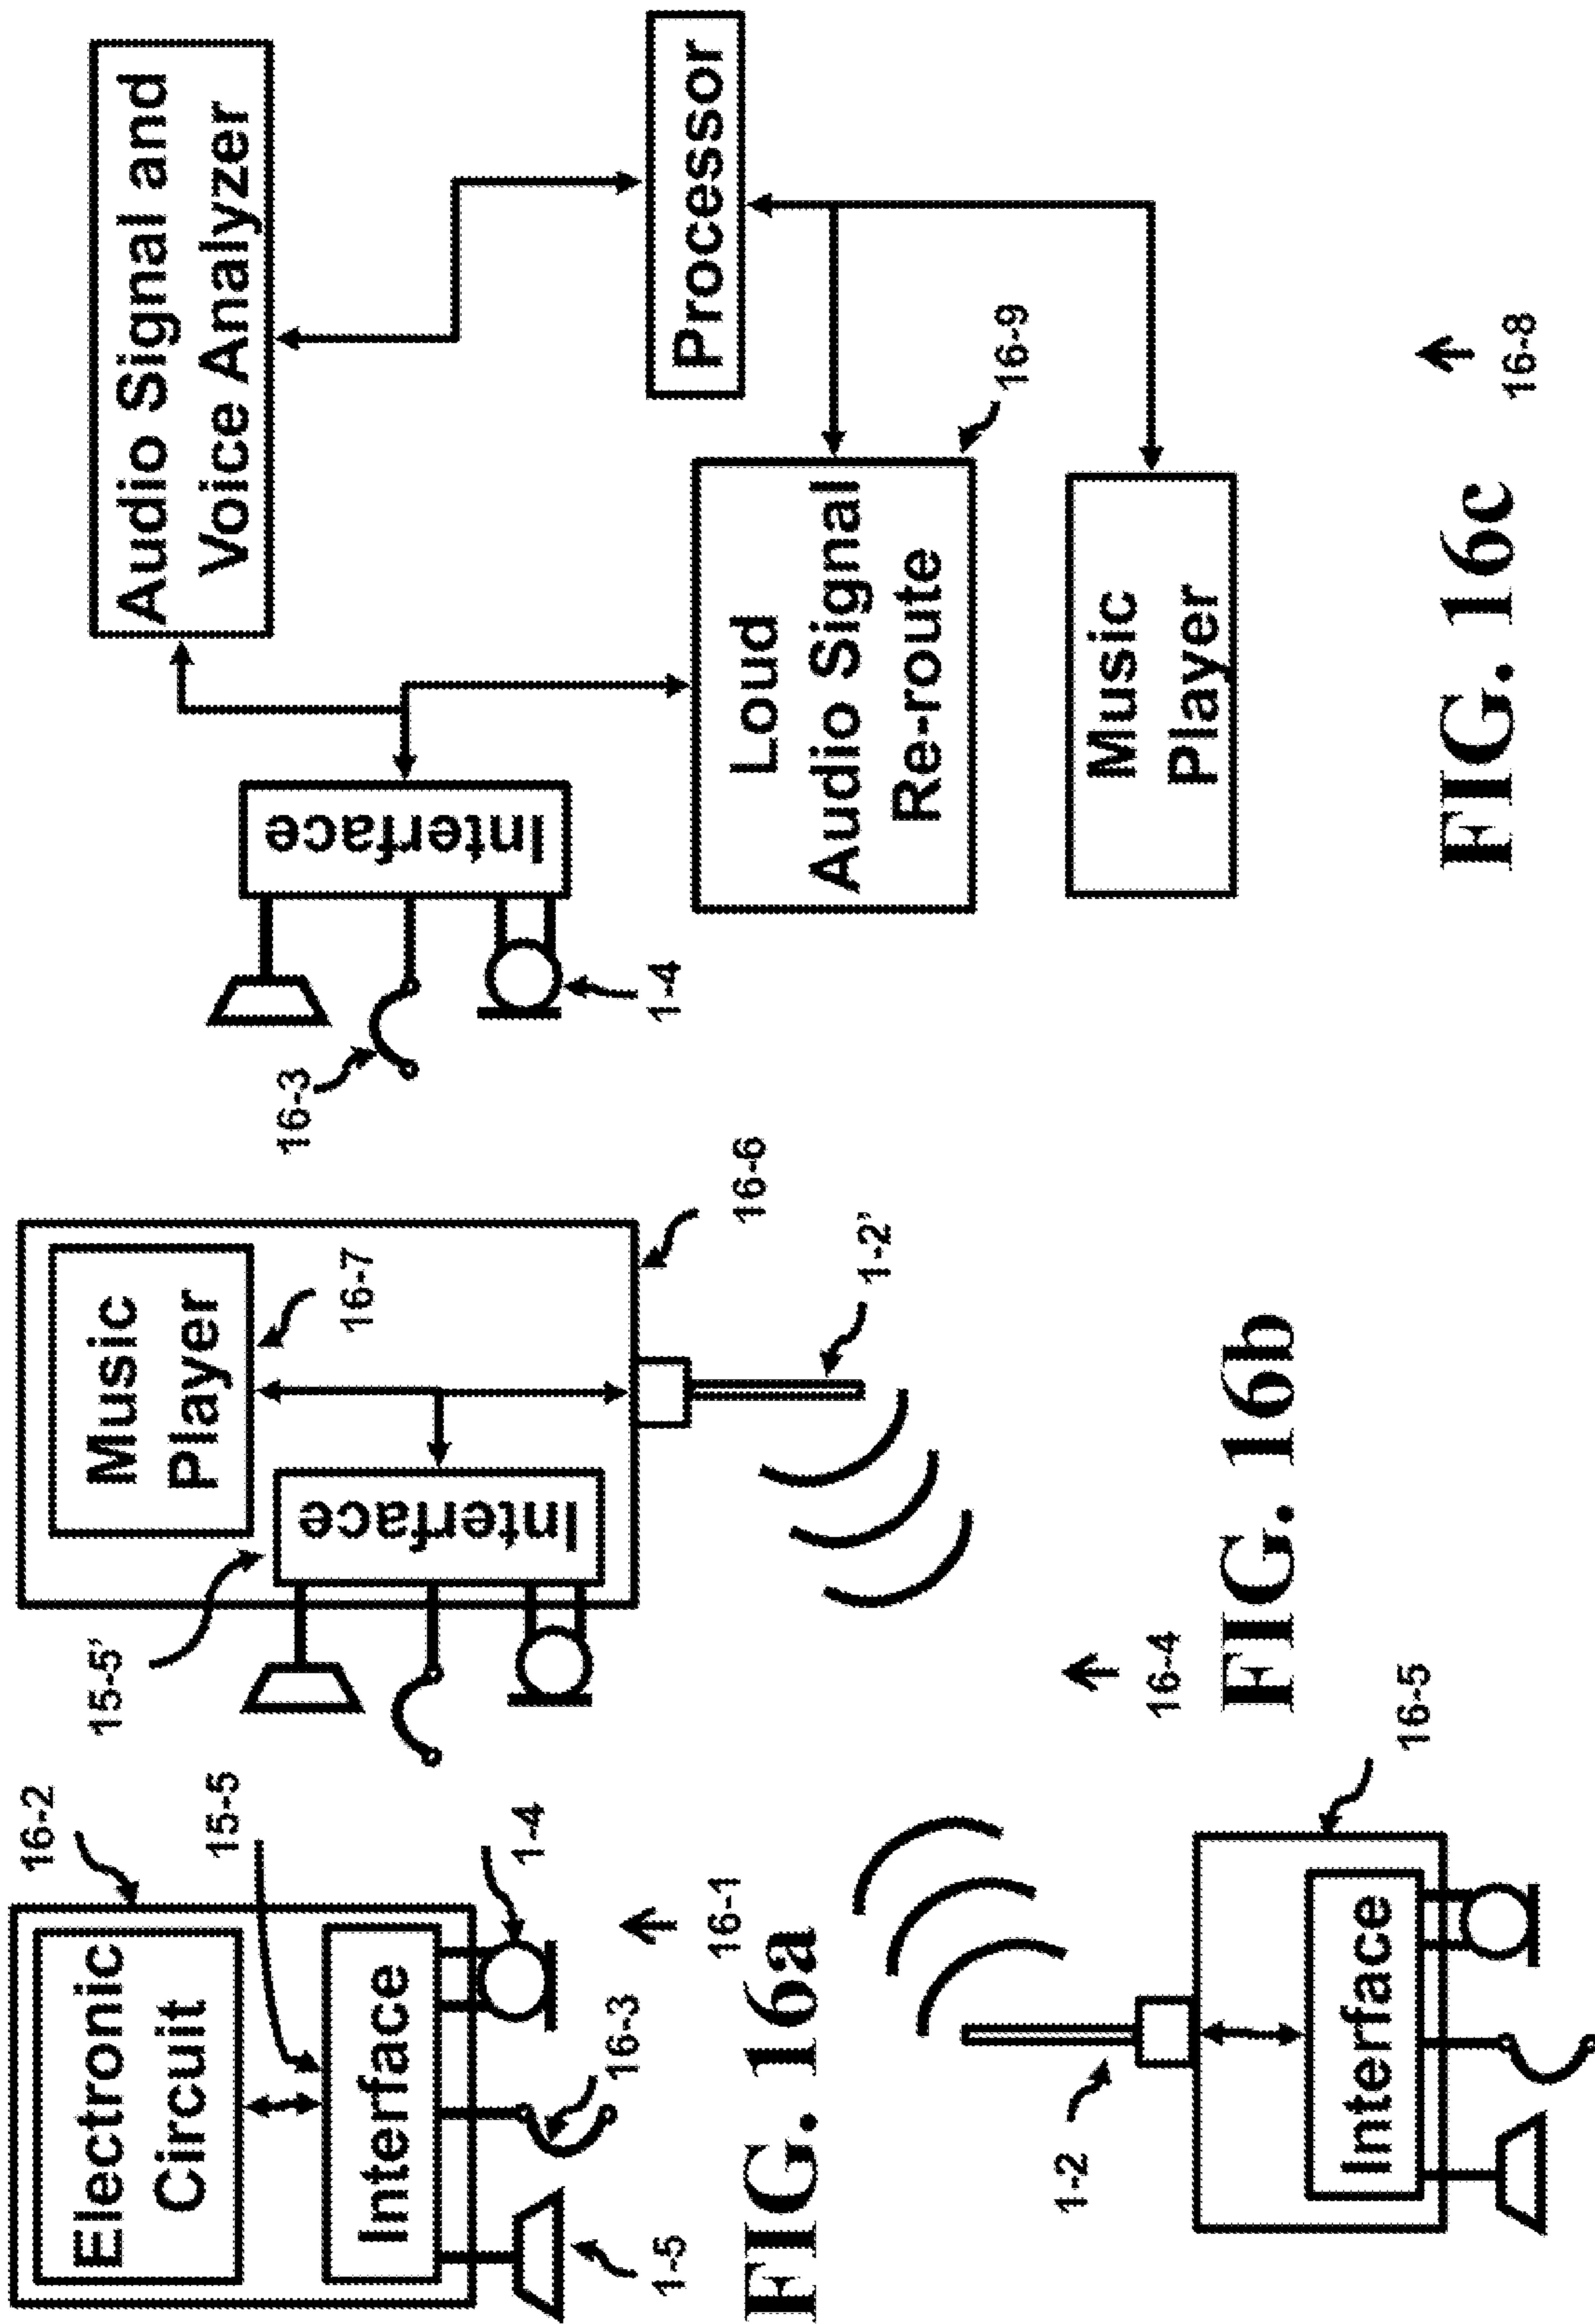 16-2
Electronic
Circuit
15-5
Interface
1-4
16-3
1-5
16-1
FIG. 16a
Music
Player
16-7
15-5'
Interface
16-6
1-2'
1-2
Interface
16-5
16-4
FIG. 16b
Audio Signal and
Voice Analyzer
Interface
16-3
1-4
Processor
Loud
Audio Signal
Re-route
16-9
Music
Player
16-8
FIG. 16c